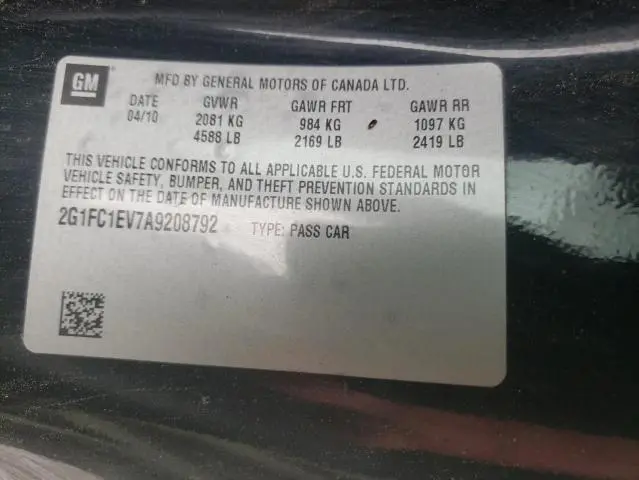 GM
MFD BY GENERAL MOTORS OF CANADA LTD.
DATE GVWR GAWR FRT GAWR RR
04/10 2081 KG 984 KG 1097 KG
4588 LB 2169 LB 2419 LB
THIS VEHICLE CONFORMS TO ALL APPLICABLE U.S. FEDERAL MOTOR
VEHICLE SAFETY, BUMPER, AND THEFT PREVENTION STANDARDS IN
EFFECT ON THE DATE OF MANUFACTURE SHOWN ABOVE.
2G1FC1EV7A9208792 TYPE: PASS CAR